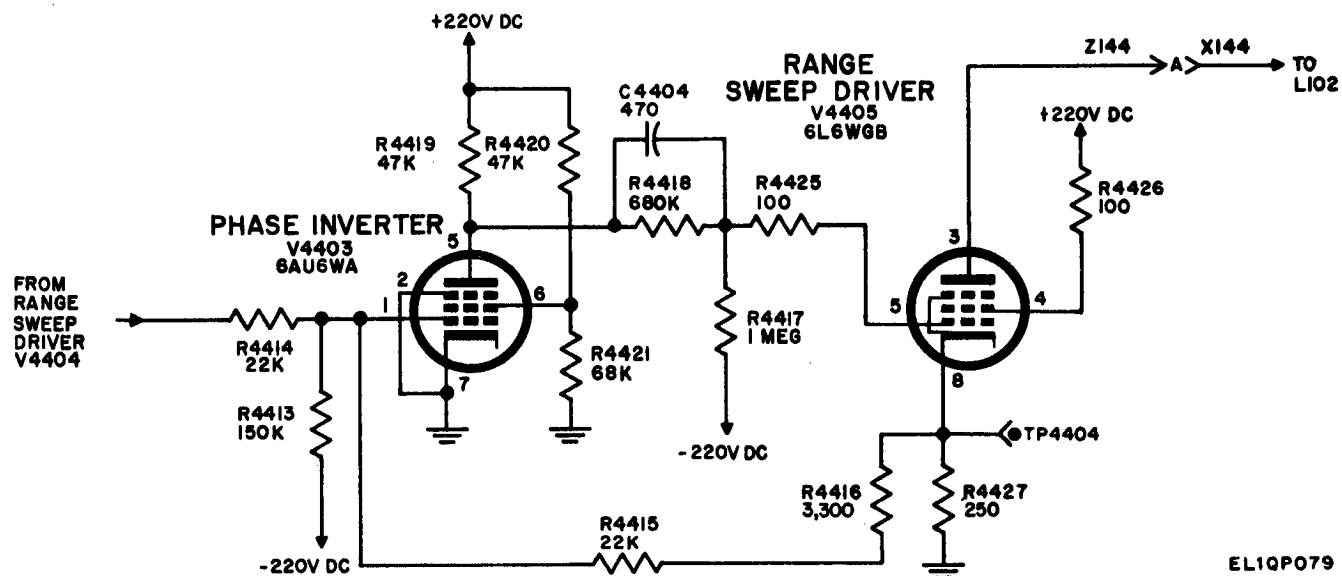 +220V DC
R4419
47K
R4420
47K
C4404
470
R4418
680K
R4425
100
RANGE
SWEEP DRIVER
V4405
6L6WGB
Z144
A
X144
TO
L102
+220V DC
R4426
100
PHASE INVERTER
V4403
6AU6WA
5
2
1
6
7
3
5
4
8
FROM
RANGE
SWEEP
DRIVER
V4404
R4414
22K
R4413
150K
R4421
68K
R4417
1 MEG
-220V DC
TP4404
R4416
3,300
R4427
250
R4415
22K
-220V DC
EL1QP079